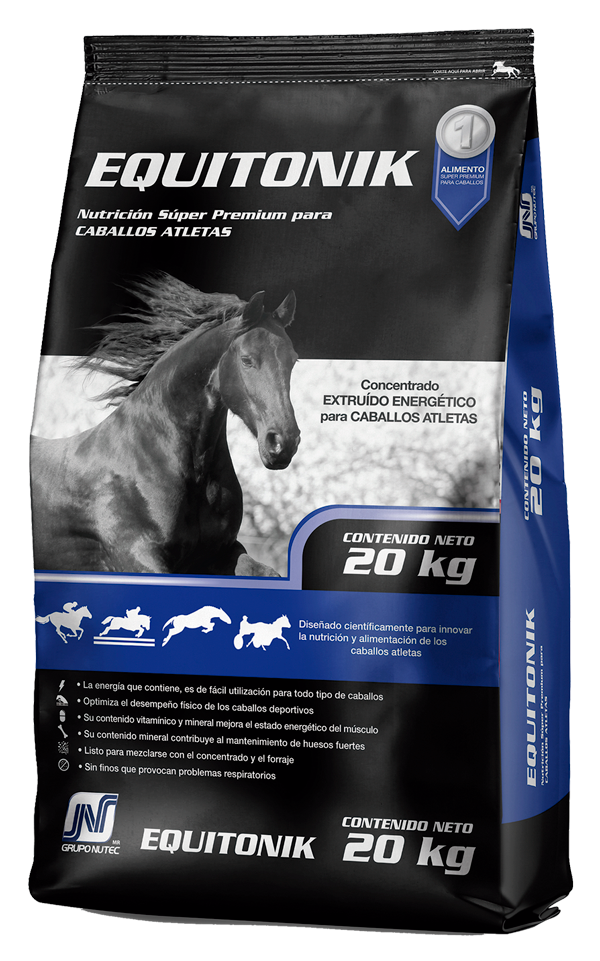 CORTE AQUÍ PARA ABRIR
1
ALIMENTO
SÚPER PREMIUM
PARA CABALLOS
EQUITONIK
Nutrición Súper Premium para
CABALLOS ATLETAS
Concentrado
EXTRUÍDO ENERGÉTICO
para CABALLOS ATLETAS
CONTENIDO NETO
20 kg
Diseñado científicamente para innovar
la nutrición y alimentación de los
caballos atletas
• La energía que contiene, es de fácil utilización para todo tipo de caballos
• Optimiza el desempeño físico de los caballos deportivos
• Su contenido vitamínico y mineral mejora el estado energético del músculo
• Su contenido mineral contribuye al mantenimiento de huesos fuertes
• Listo para mezclarse con el concentrado y el forraje
• Sin finos que provocan problemas respiratorios
GRUPO NUTEC
MR
EQUITONIK
CONTENIDO NETO
20 kg
GRUPO NUTEC
CONTENIDO NETO
20 kg
EQUITONIK
Nutrición Súper Premium para
CABALLOS ATLETAS